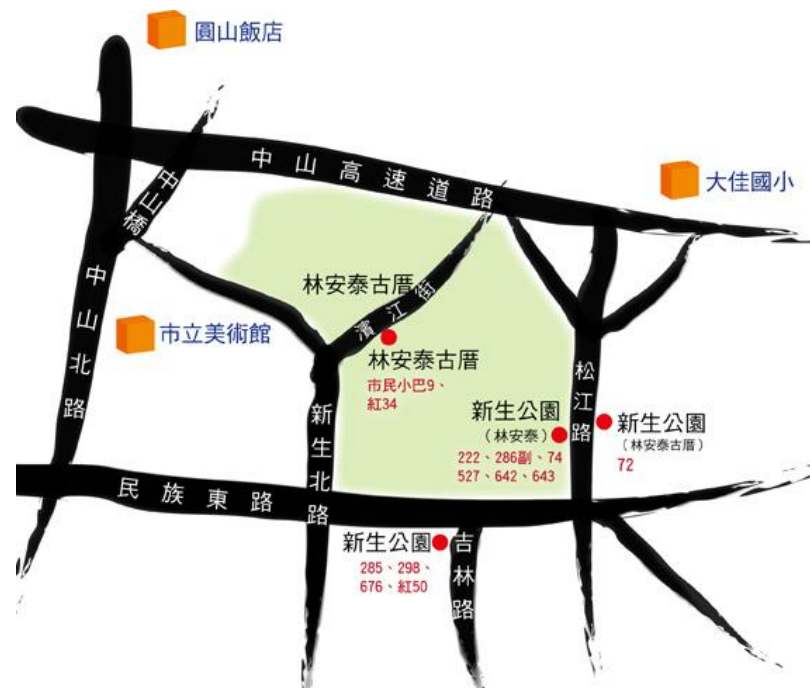 圓山飯店
中山高速道路
大佳國小
中山橋
林安泰古厝
濱江街
中山北路
市立美術館
林安泰古厝
市民小巴9、
紅34
松江路
新生公園
（林安泰）
222、286副、74
527、642、643
新生公園
（林安泰古厝）
72
新生北路
民族東路
新生公園
285、298、
676、紅50
吉林路